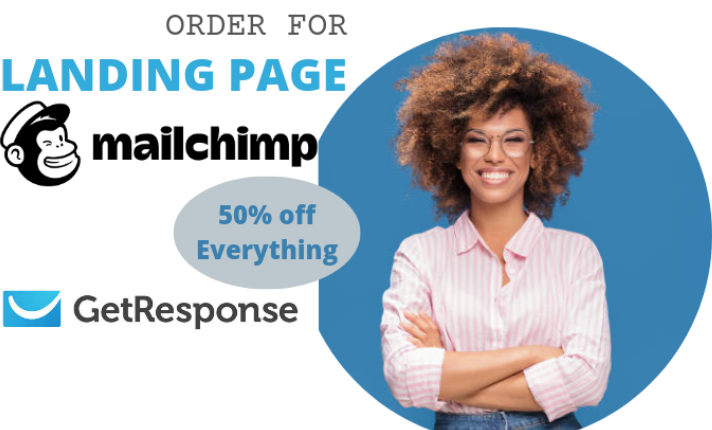 ORDER FOR
LANDING PAGE
mailchimp
50% off
Everything
GetResponse